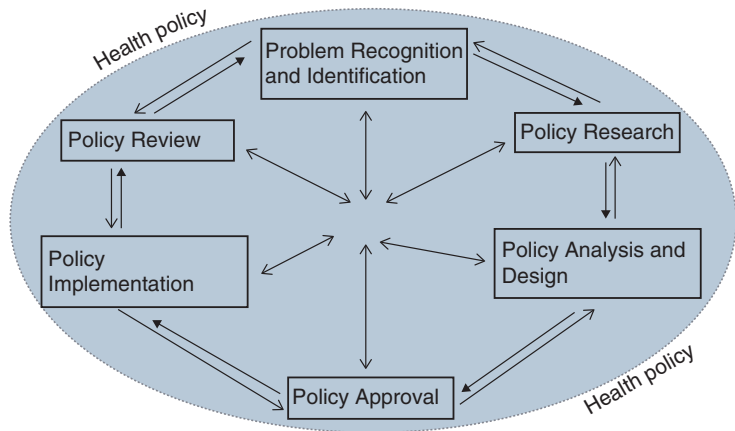 Health policy
Problem Recognition
and Identification
Policy Review
Policy Research
Policy
Implementation
Policy Analysis and
Design
Policy Approval
Health policy